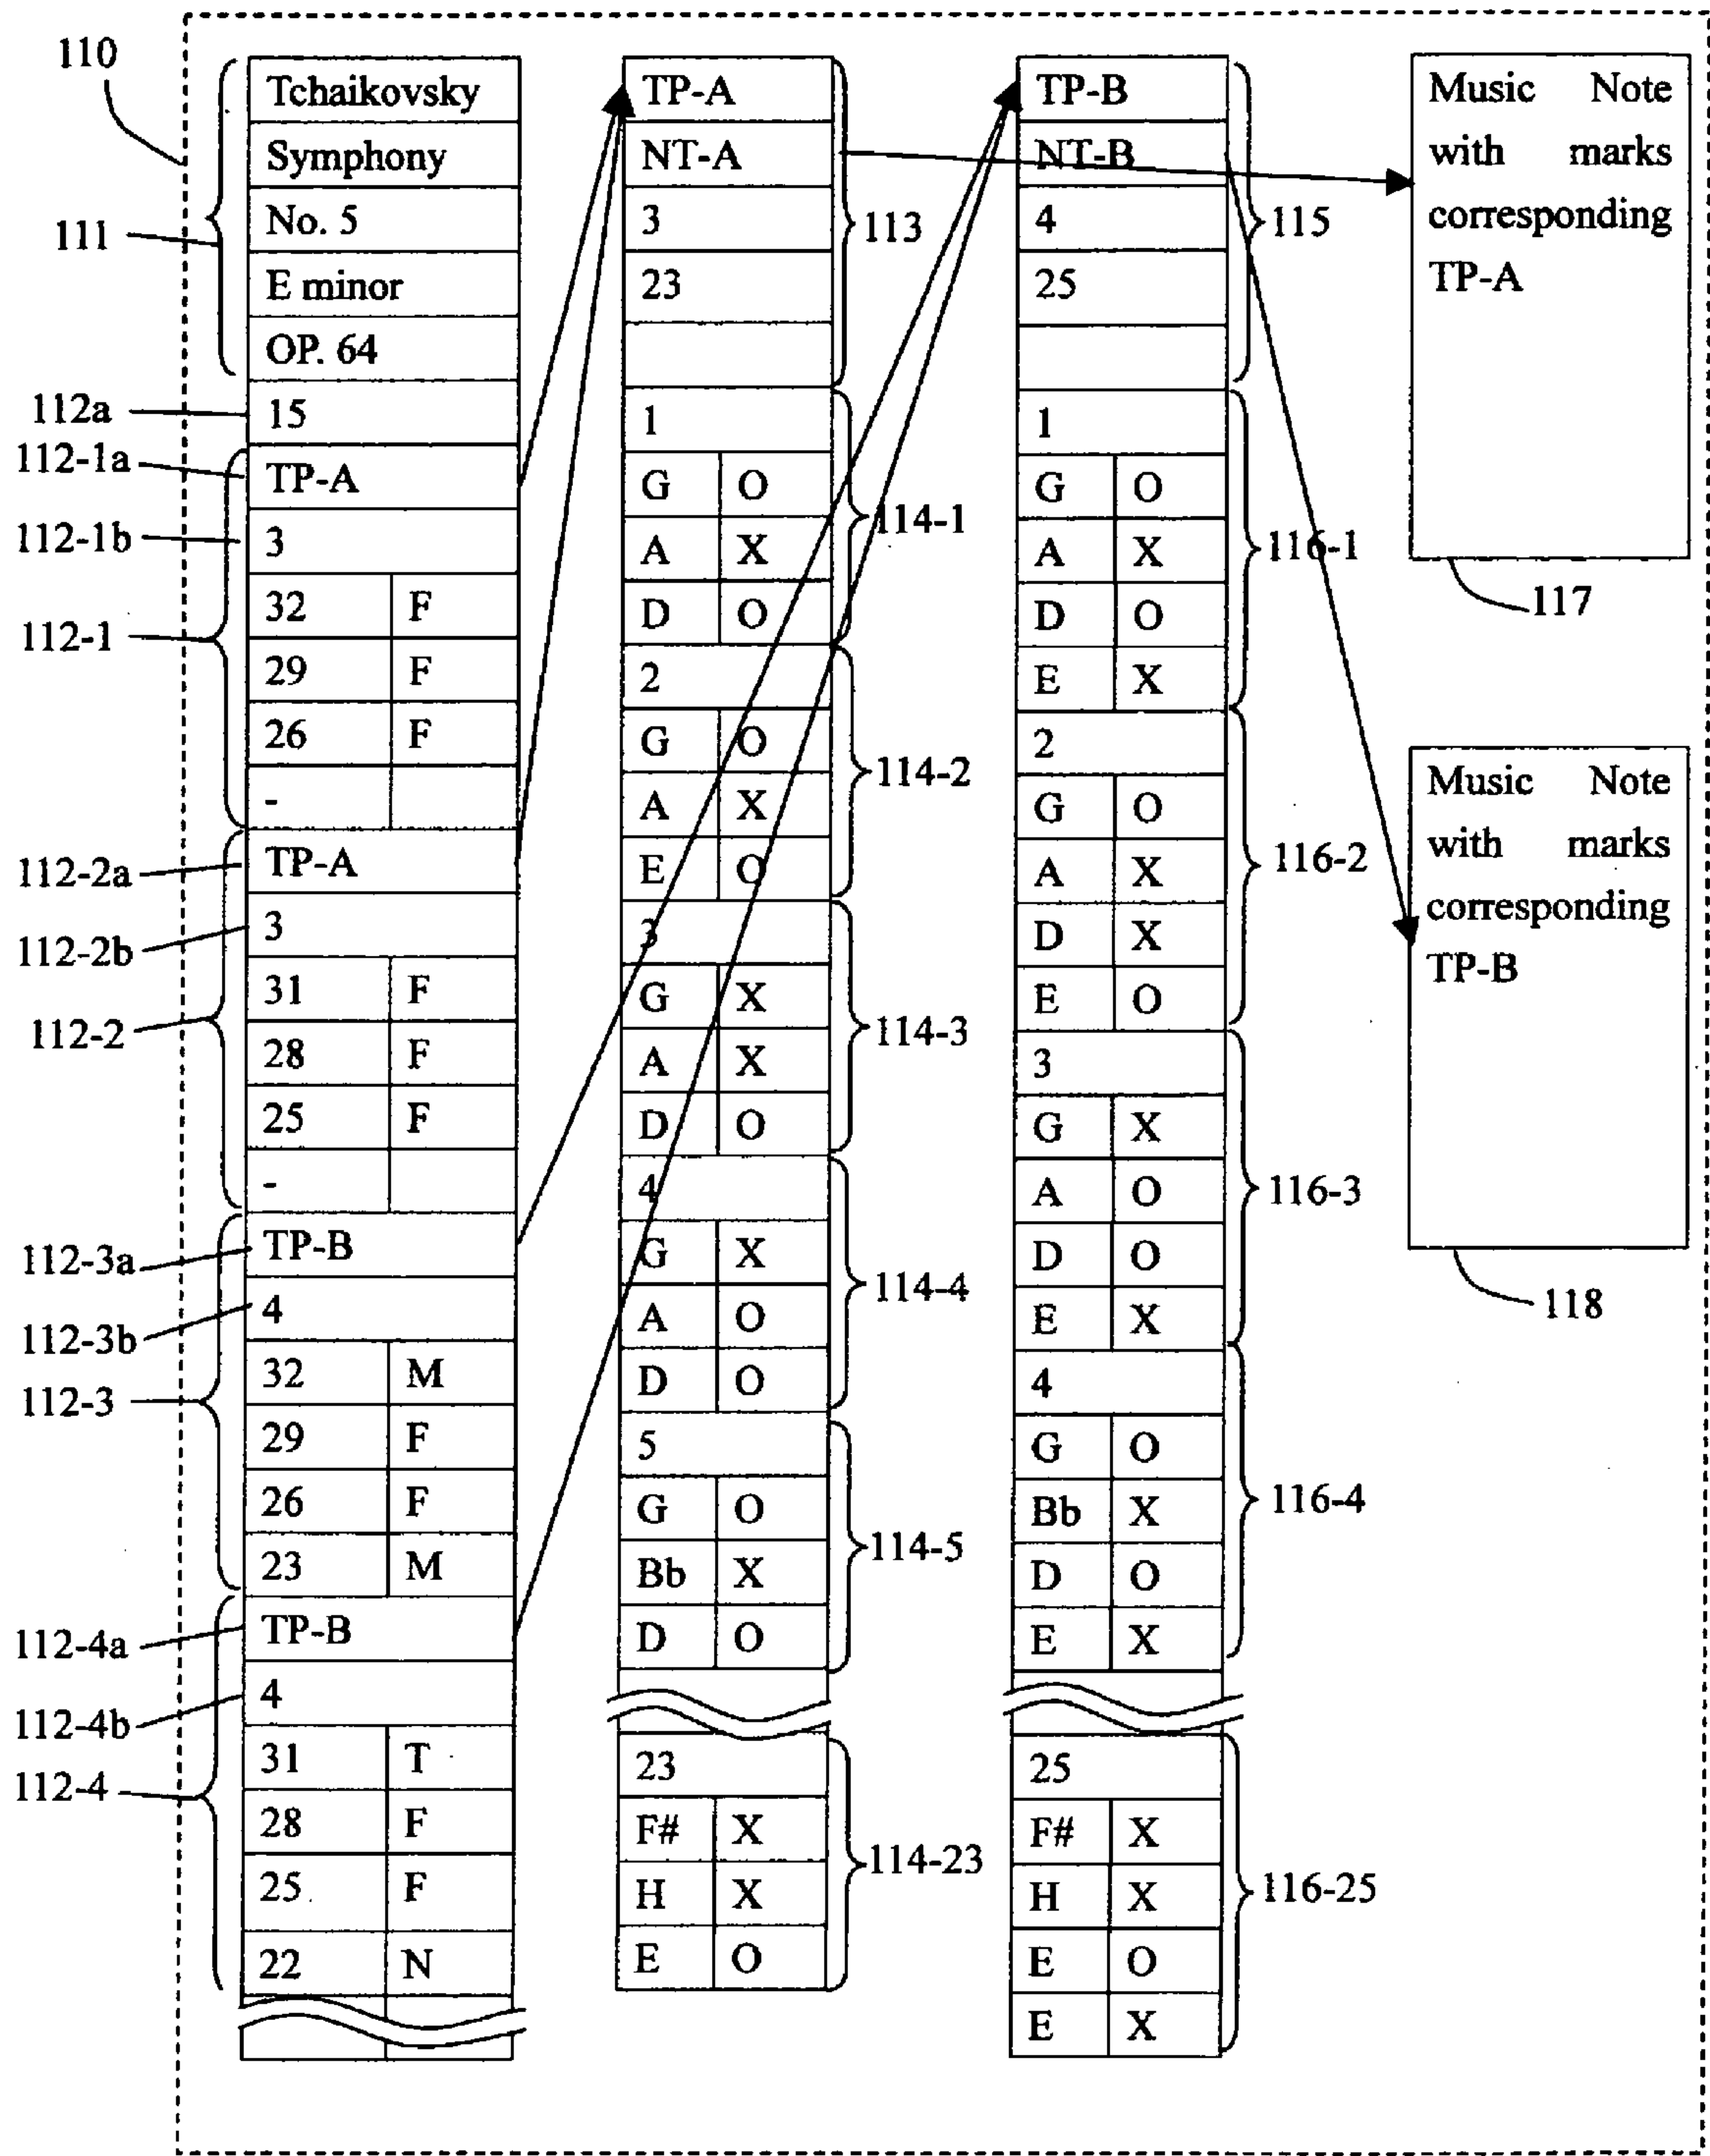 110
111
112a
112-1a
112-1b
112-1
112-2a
112-2b
112-2
112-3a
112-3b
112-3
112-4a
112-4b
112-4
Tchaikovsky
Symphony
No. 5
E minor
OP. 64
15
TP-A
3
32 F
29 F
26 F
-
TP-A
3
31 F
28 F
25 F
-
TP-B
4
32 M
29 F
26 F
23 M
TP-B
4
31 T
28 F
25 F
22 N
TP-A
NT-A
3
23
1
G O
A X
D O
2
G O
A X
E O
3
G X
A X
D O
4
G X
A O
D O
5
G O
Bb X
D O
23
F# X
H X
E O
113
114-1
114-2
114-3
114-4
114-5
114-23
TP-B
NT-B
4
25
1
G O
A X
D O
E X
2
G O
A X
D X
E O
3
G X
A O
D O
E X
4
G O
Bb X
D O
E X
25
F# X
H X
E O
E X
115
116-1
116-2
116-3
116-4
116-25
Music Note
with marks
corresponding
TP-A
117
Music Note
with marks
corresponding
TP-B
118